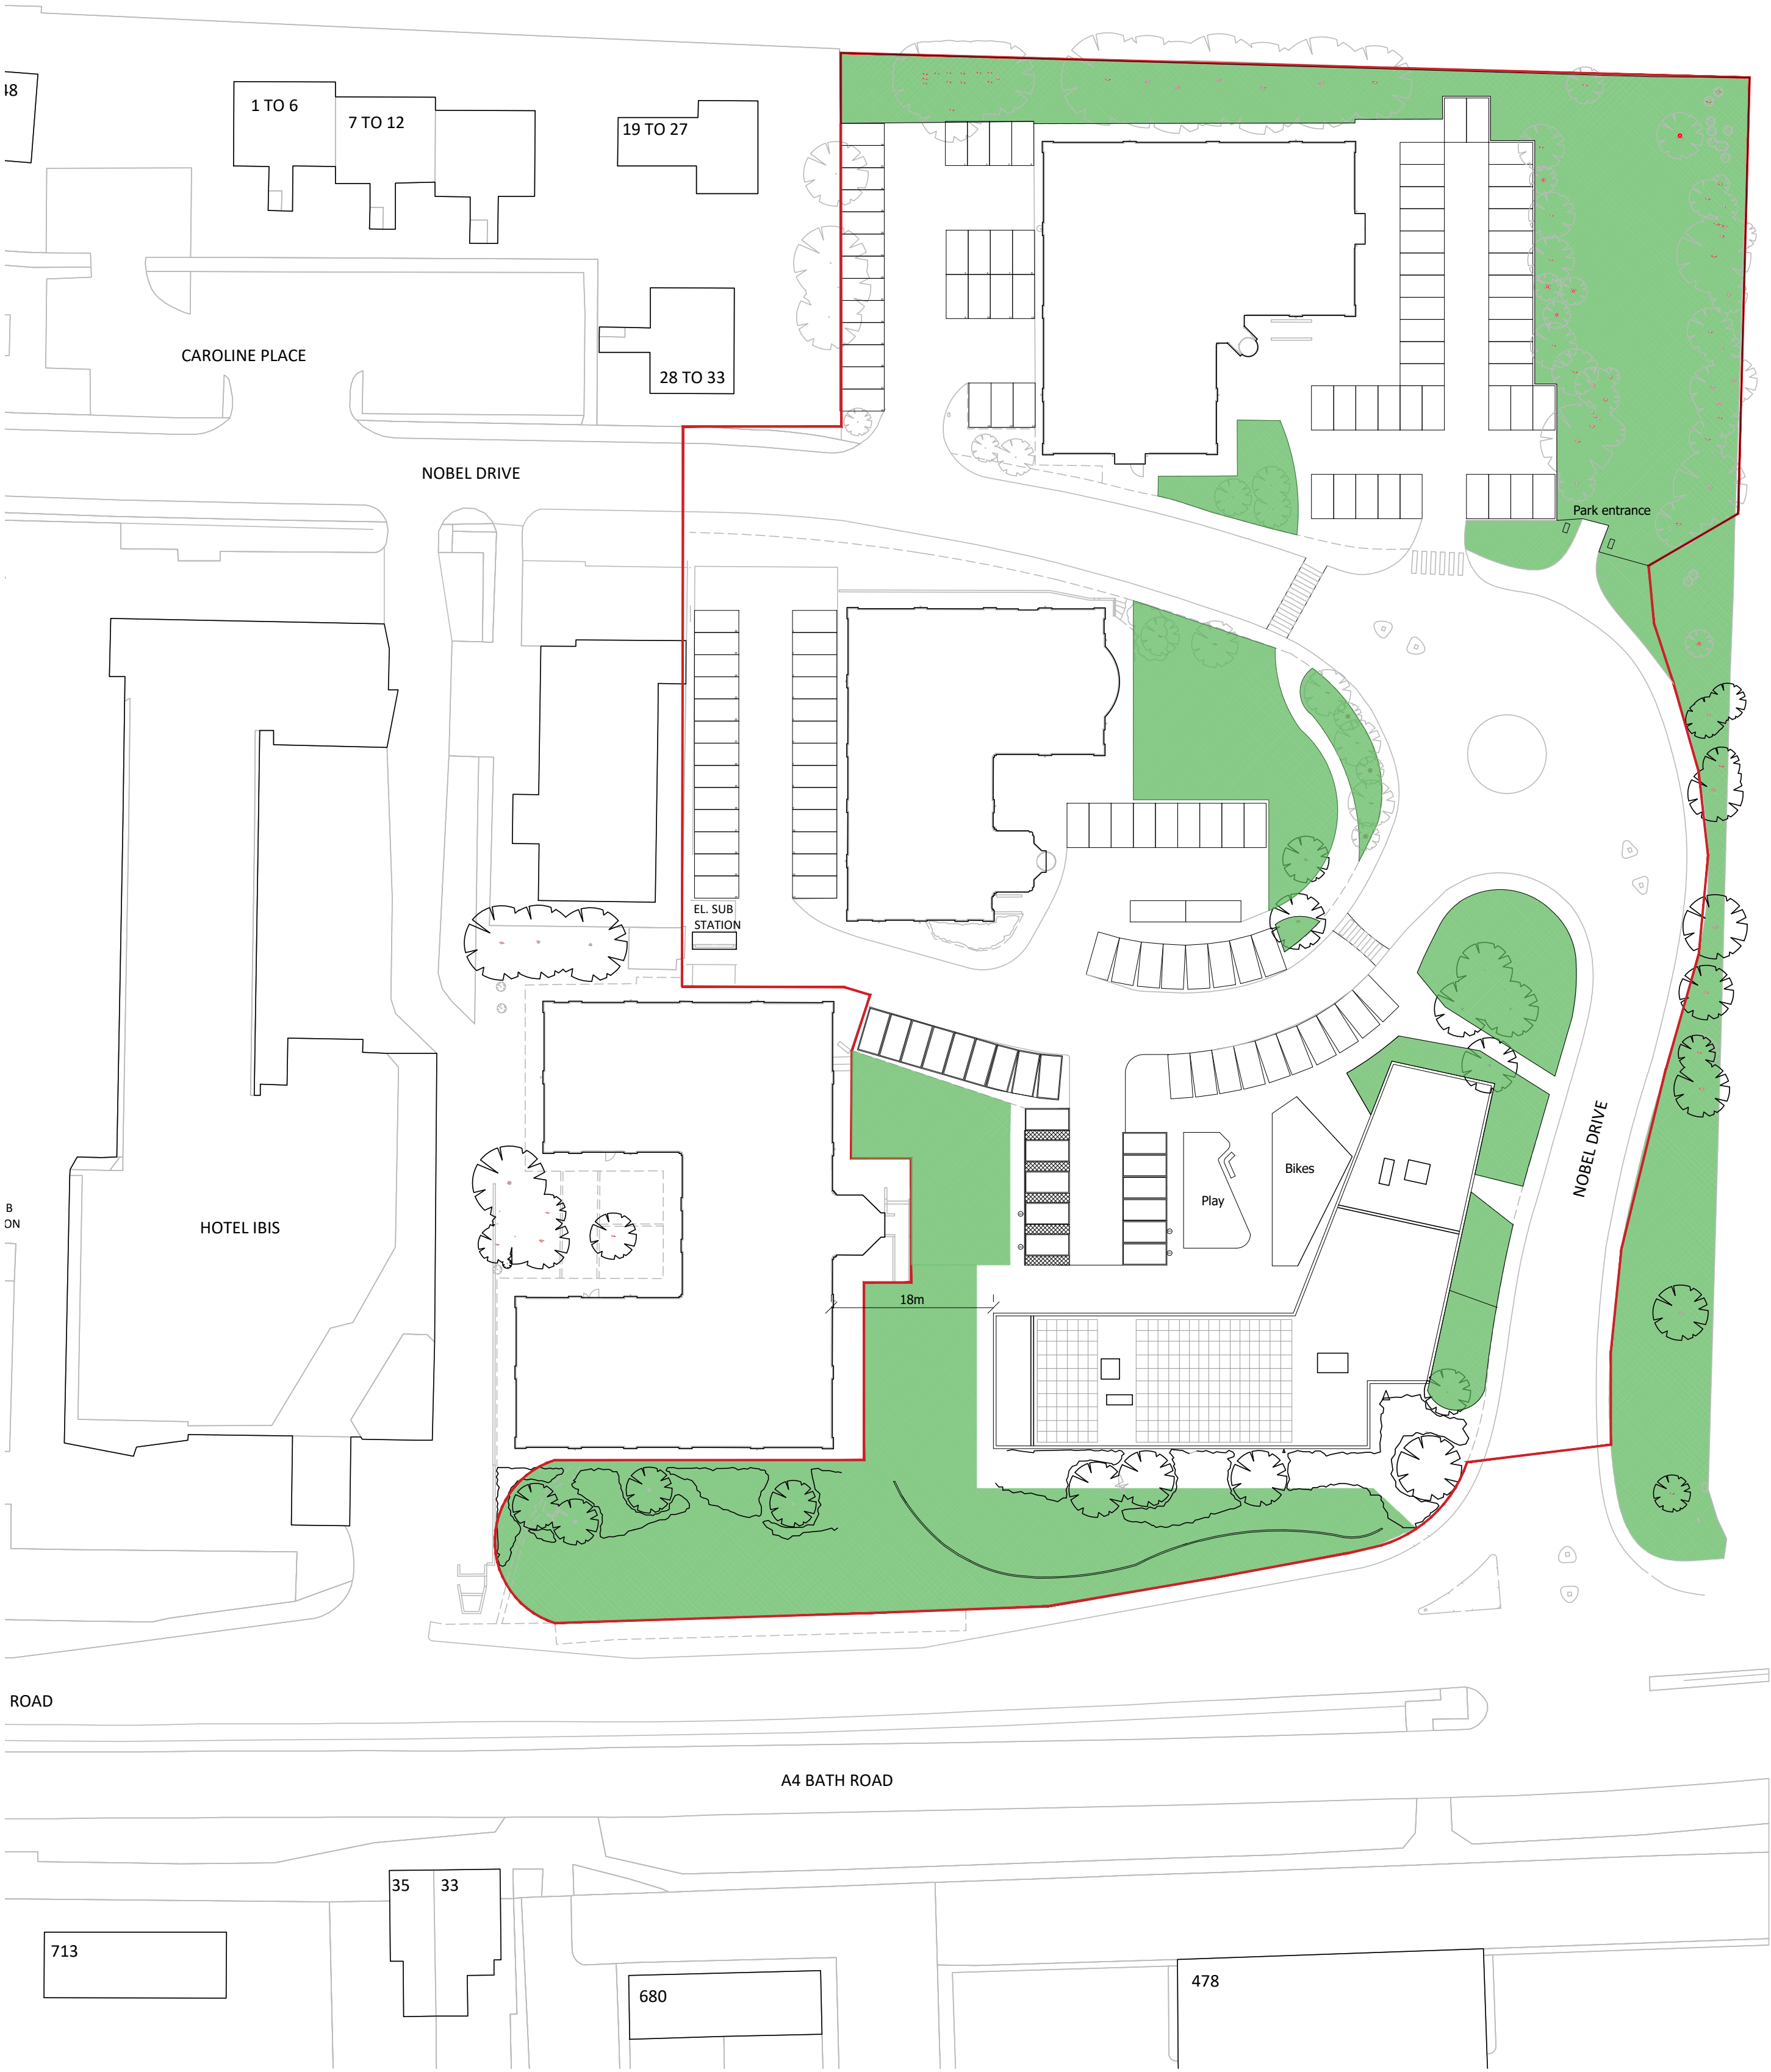 48
1 TO 6
7 TO 12
19 TO 27
CAROLINE PLACE
28 TO 33
NOBEL DRIVE
Park entrance
EL. SUB
STATION
NOBEL DRIVE
Bikes
Play
B
ON
HOTEL IBIS
18m
ROAD
A4 BATH ROAD
35
33
713
680
478